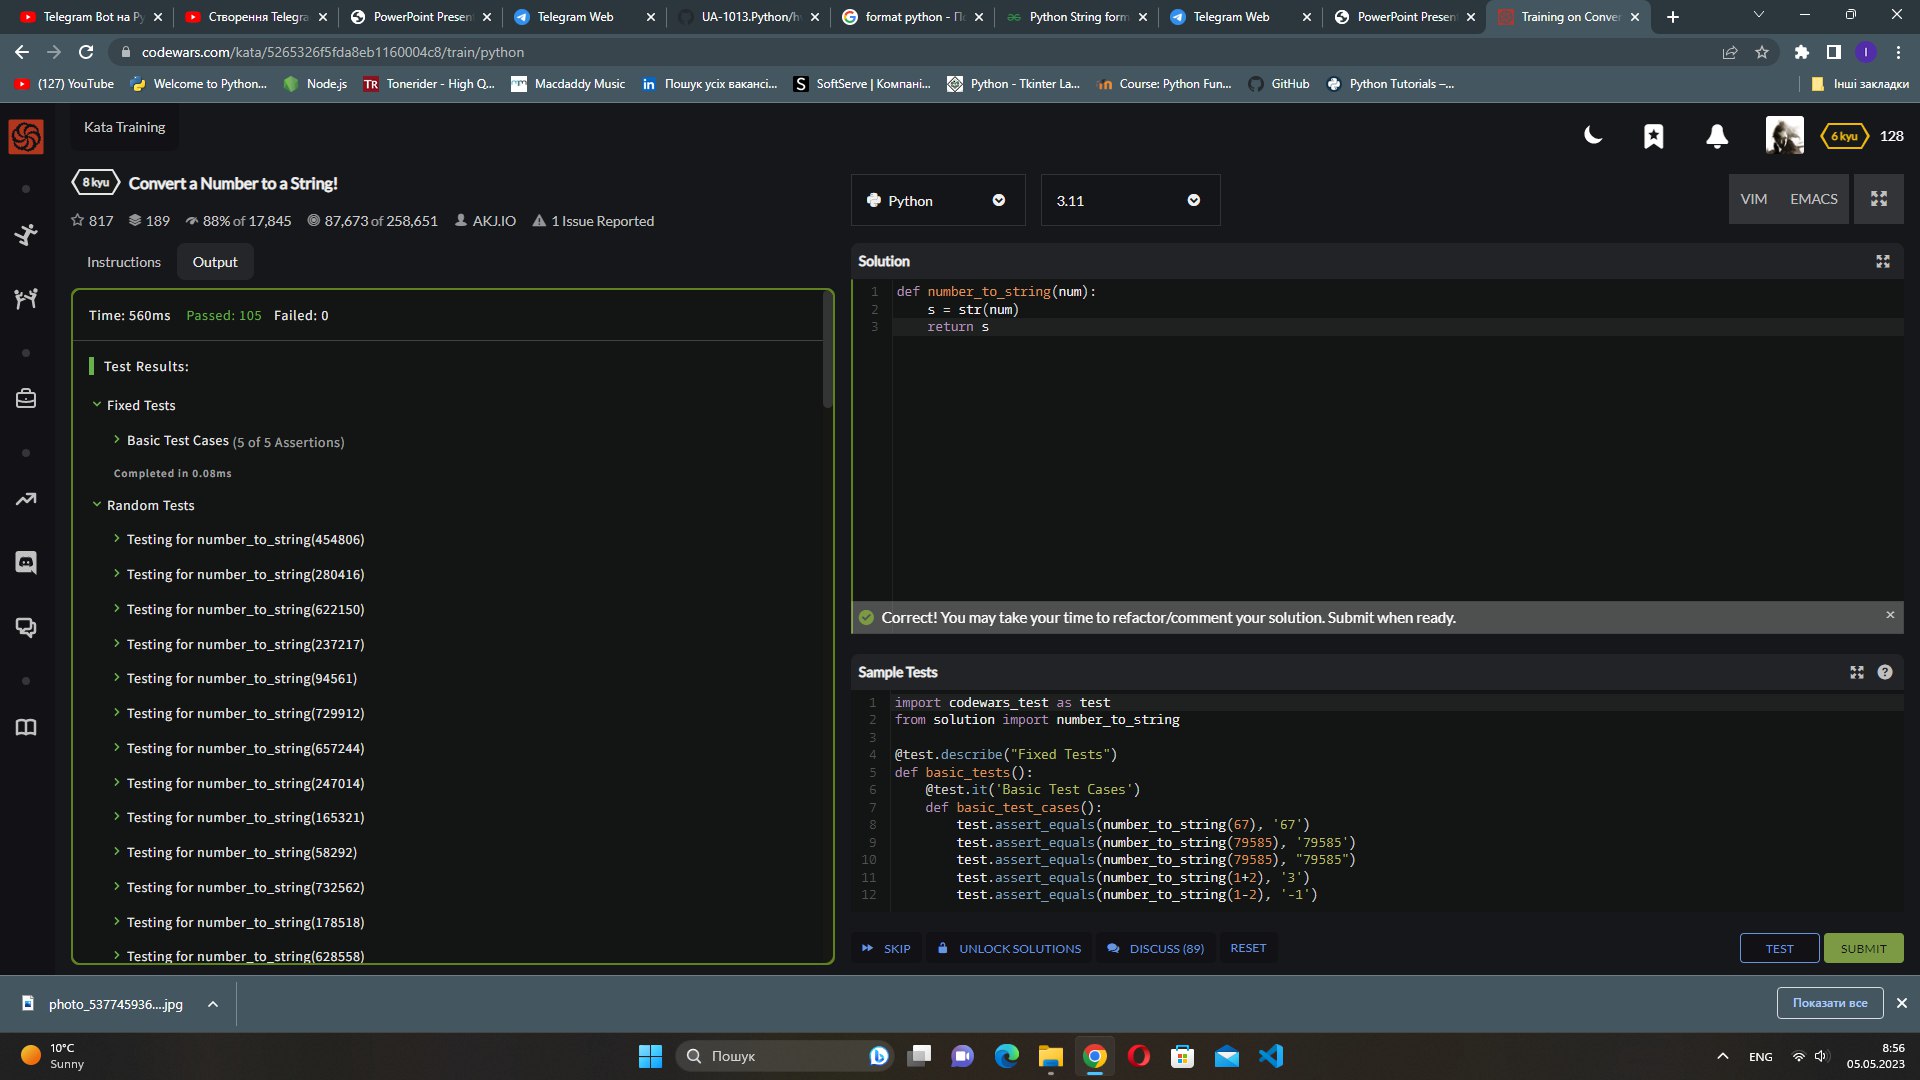 Telegram Bot на Py
Створення Telegra
PowerPoint Presen
Telegram Web
UA-1013.Python/h
format python - П
Python String form
Telegram Web
PowerPoint Presen
Training on Conver
codewars.com/kata/5265326f5fda8eb1160004c8/train/python
I
(127) YouTube
Welcome to Python...
Node.js
TR Tonerider - High Q...
Macdaddy Music
in Пошук усіх вакансі...
S SoftServe | Компані...
Python - Tkinter La...
Course: Python Fun...
GitHub
Python Tutorials –...
Інші закладки
Kata Training
6 kyu
128
8 kyu
Convert a Number to a String!
817
189
88% of 17,845
87,673 of 258,651
AKJ.IO
1 Issue Reported
Python
3.11
VIM
EMACS
Instructions
Output
Time: 560ms Passed: 105 Failed: 0
Test Results:
Fixed Tests
Basic Test Cases (5 of 5 Assertions)
Completed in 0.08ms
Random Tests
Testing for number_to_string(454806)
Testing for number_to_string(280416)
Testing for number_to_string(622150)
Testing for number_to_string(237217)
Testing for number_to_string(94561)
Testing for number_to_string(729912)
Testing for number_to_string(657244)
Testing for number_to_string(247014)
Testing for number_to_string(165321)
Testing for number_to_string(58292)
Testing for number_to_string(732562)
Testing for number_to_string(178518)
Testing for number_to_string(628558)
Solution
1 def number_to_string(num):
2     s = str(num)
3     return s
Correct! You may take your time to refactor/comment your solution. Submit when ready.
Sample Tests
1 import codewars_test as test
2 from solution import number_to_string
3
4 @test.describe("Fixed Tests")
5 def basic_tests():
6     @test.it('Basic Test Cases')
7     def basic_test_cases():
8         test.assert_equals(number_to_string(67), '67')
9         test.assert_equals(number_to_string(79585), '79585')
10         test.assert_equals(number_to_string(79585), "79585")
11         test.assert_equals(number_to_string(1+2), '3')
12         test.assert_equals(number_to_string(1-2), '-1')
SKIP
UNLOCK SOLUTIONS
DISCUSS (89)
RESET
TEST
SUBMIT
photo_537745936....jpg
Показати все
10°C
Sunny
Пошук
ENG
8:56
05.05.2023